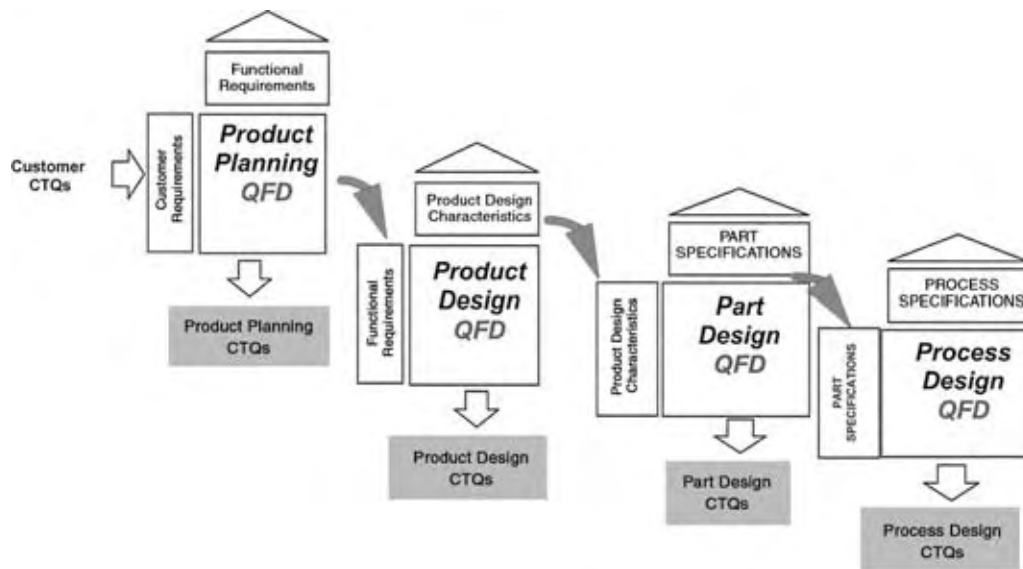 Functional
Requirements
Customer
CTQs
Customer
Requirements
Product
Planning
QFD
Product Planning
CTQs
Product Design
Characteristics
Functional
Requirements
Product
Design
QFD
Product Design
CTQs
PART
SPECIFICATIONS
Product Design
Characteristics
Part
Design
QFD
Part Design
CTQs
PROCESS
SPECIFICATIONS
PART
SPECIFICATIONS
Process
Design
QFD
Process Design
CTQs